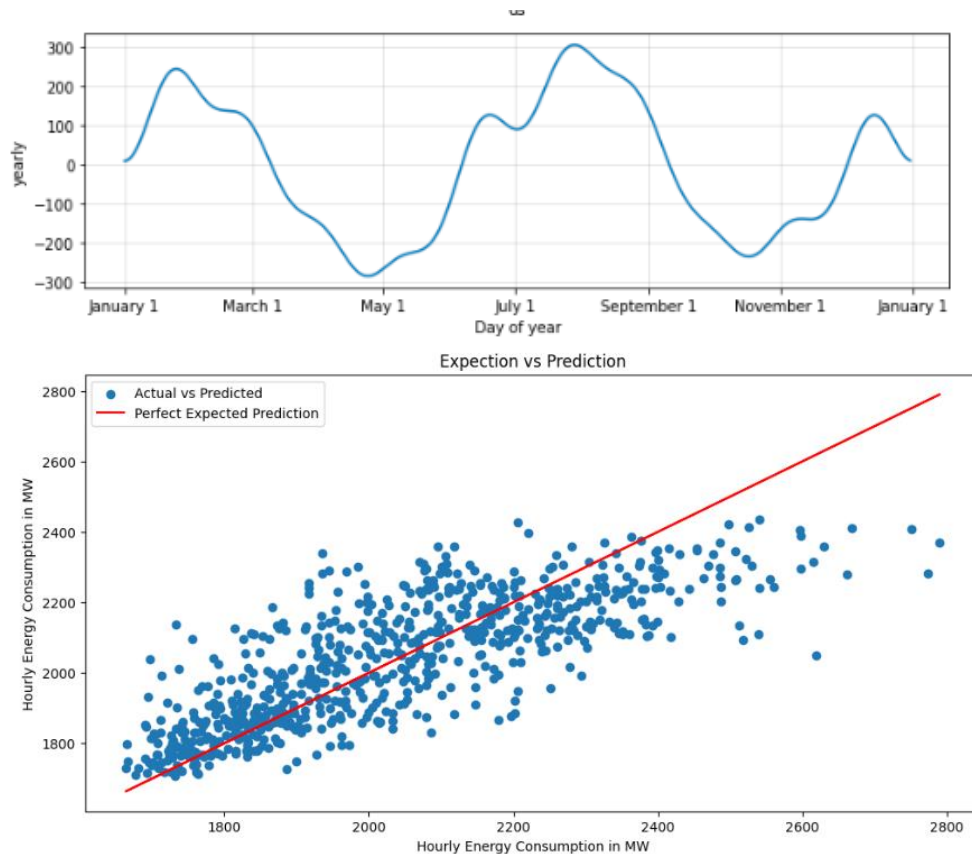 300
200
100
0
−100
−200
−300
yearly
January 1 March 1 May 1 July 1 September 1 November 1 January 1
Day of year
Expection vs Prediction
Actual vs Predicted
Perfect Expected Prediction
2800
2600
2400
2200
2000
1800
Hourly Energy Consumption in MW
1800 2000 2200 2400 2600 2800
Hourly Energy Consumption in MW